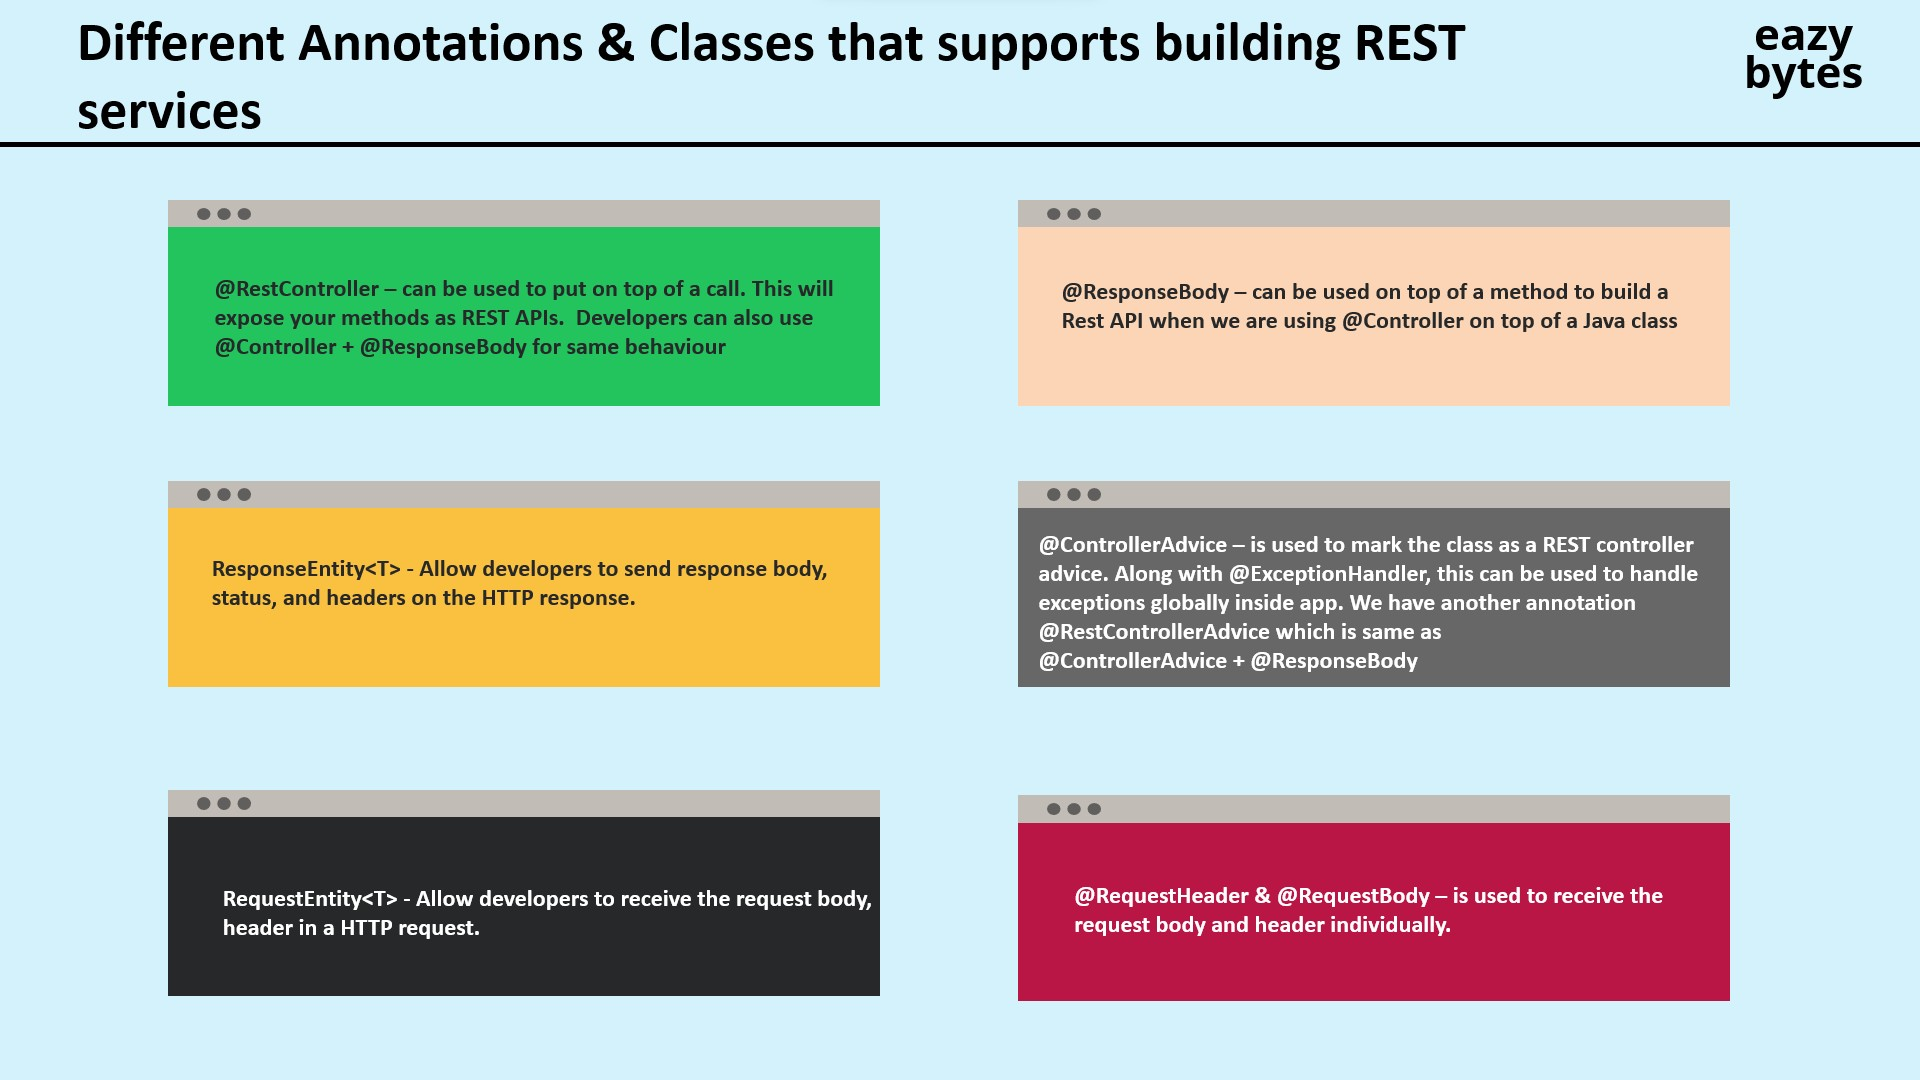 Different Annotations & Classes that supports building REST
services
eazy
bytes
@RestController – can be used to put on top of a call. This will
expose your methods as REST APIs.  Developers can also use
@Controller + @ResponseBody for same behaviour
@ResponseBody – can be used on top of a method to build a
Rest API when we are using @Controller on top of a Java class
ResponseEntity<T> - Allow developers to send response body,
status, and headers on the HTTP response.
@ControllerAdvice – is used to mark the class as a REST controller
advice. Along with @ExceptionHandler, this can be used to handle
exceptions globally inside app. We have another annotation
@RestControllerAdvice which is same as
@ControllerAdvice + @ResponseBody
RequestEntity<T> - Allow developers to receive the request body,
header in a HTTP request.
@RequestHeader & @RequestBody – is used to receive the
request body and header individually.